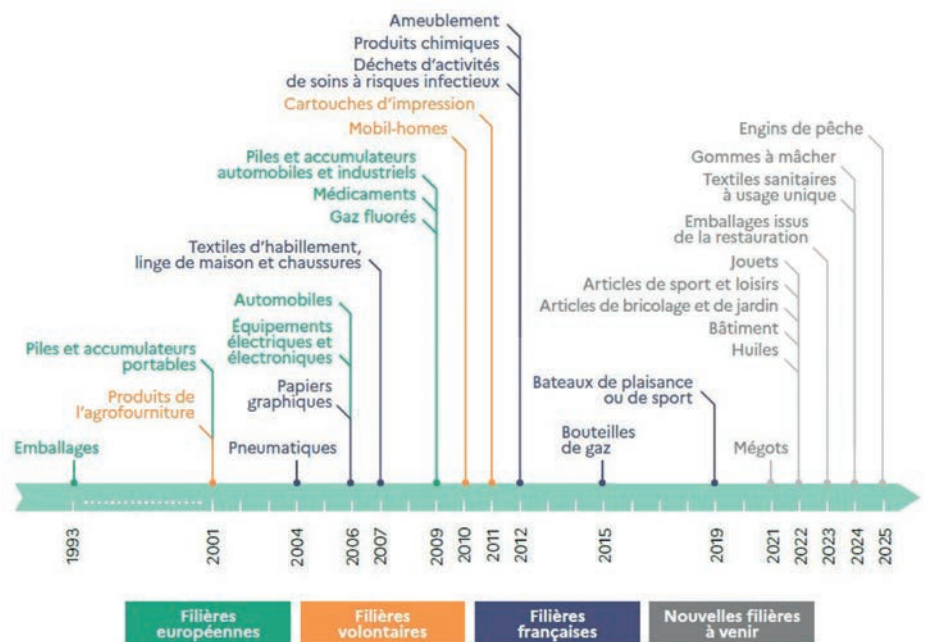 Ameublement
Produits chimiques
Déchets d'activités
de soins à risques infectieux
Cartouches d'impression
Mobil-homes
Piles et accumulateurs
automobiles et industriels
Médicaments
Gaz fluorés
Textiles d'habillement,
linge de maison et chaussures
Automobiles
Équipements
électriques et
électroniques
Piles et accumulateurs
portables
Papiers
graphiques
Produits de
l'agrofourniture
Emballages
Pneumatiques
Engins de pêche
Gommes à mâcher
Textiles sanitaires
à usage unique
Emballages issus
de la restauration
Jouets
Articles de sport et loisirs
Articles de bricolage et de jardin
Bâtiment
Huiles
Bateaux de plaisance
ou de sport
Bouteilles
de gaz
Mégots
1993
2001
2004
2006
2007
2009
2010
2011
2012
2015
2019
2021
2022
2023
2024
2025
Filières
européennes
Filières
volontaires
Filières
françaises
Nouvelles filières
à venir